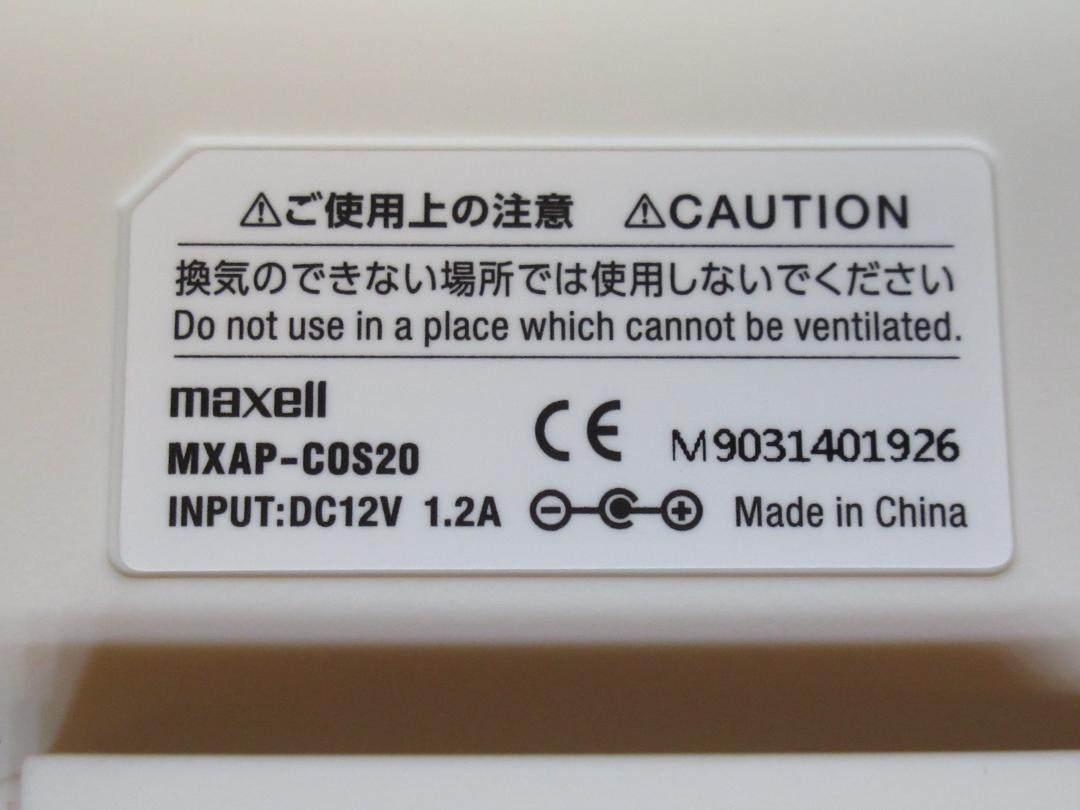 ⚠ご使用上の注意 ⚠CAUTION
換気のできない場所では使用しないでください
Do not use in a place which cannot be ventilated.
maxell
MXAP-COS20 CE M9031401926
INPUT:DC12V 1.2A Made in China